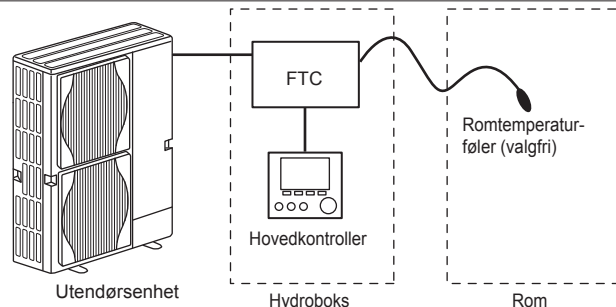 FTC
Romtemperatur-
føler (valgfri)
Hovedkontroller
Utendørsenhet
Hydroboks
Rom